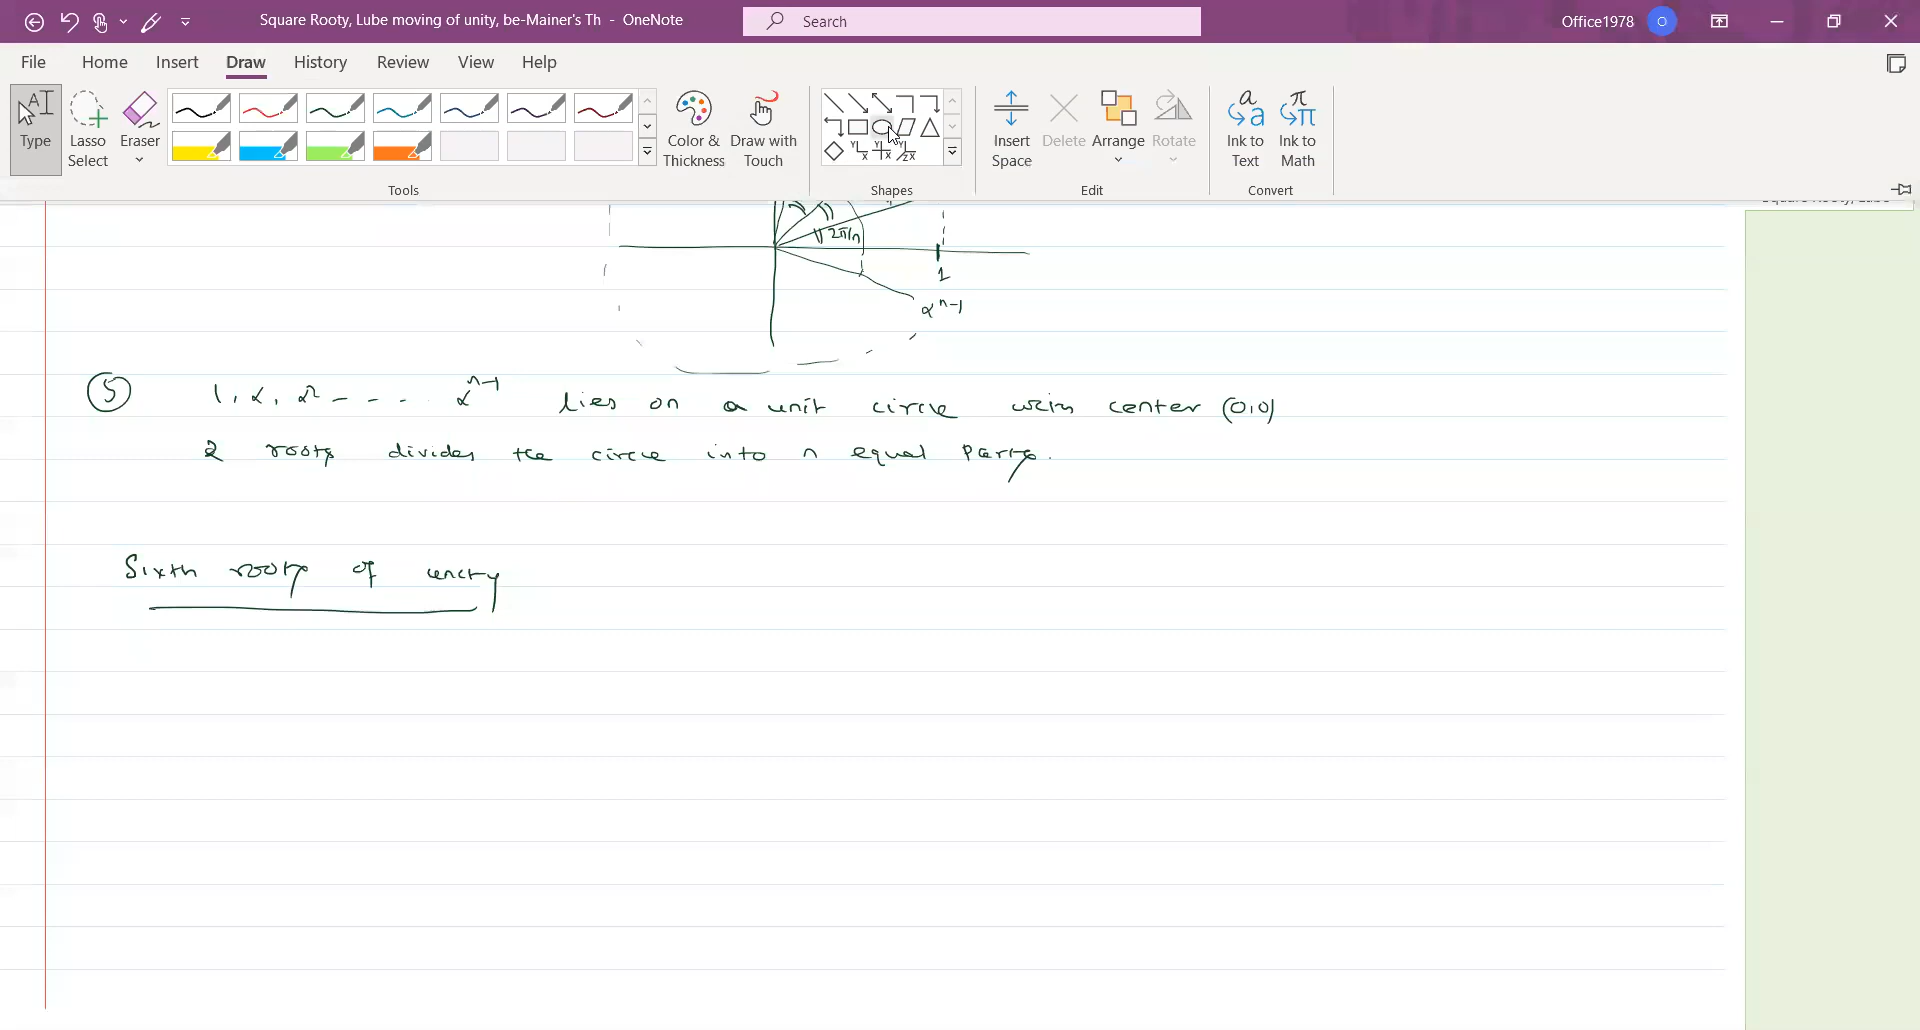 Square Rooty, Lube moving of unity, be-Mainer's Th - OneNote
Search
Office1978
O
File Home Insert Draw History Review View Help
Type
Lasso Select
Eraser
Color & Thickness
Draw with Touch
Insert Space
Delete
Arrange
Rotate
Ink to Text
Ink to Math
Tools
Shapes
Edit
Convert
2π/n
1
α^n-1
⑤ 1, α, α² - - - - α^n-1 lies on a unit circle with center (0,0)
& roots divides the circle into n equal parts.
Sixth roots of unity